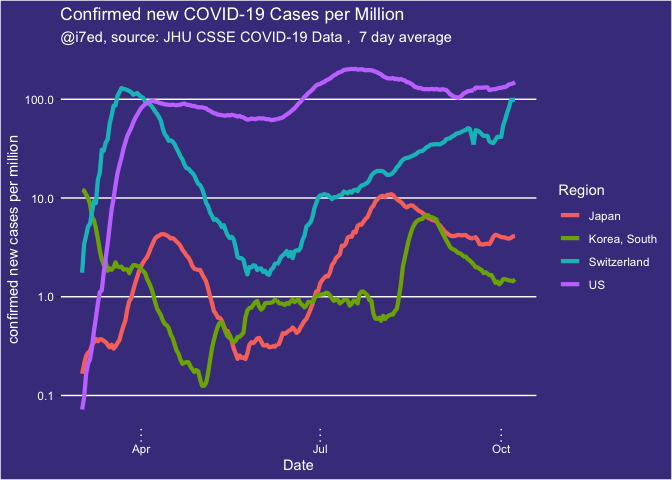 Confirmed new COVID-19 Cases per Million
@i7ed, source: JHU CSSE COVID-19 Data , 7 day average
confirmed new cases per million
100.0
10.0
1.0
0.1
Apr
Jul
Oct
Date
Region
Japan
Korea, South
Switzerland
US